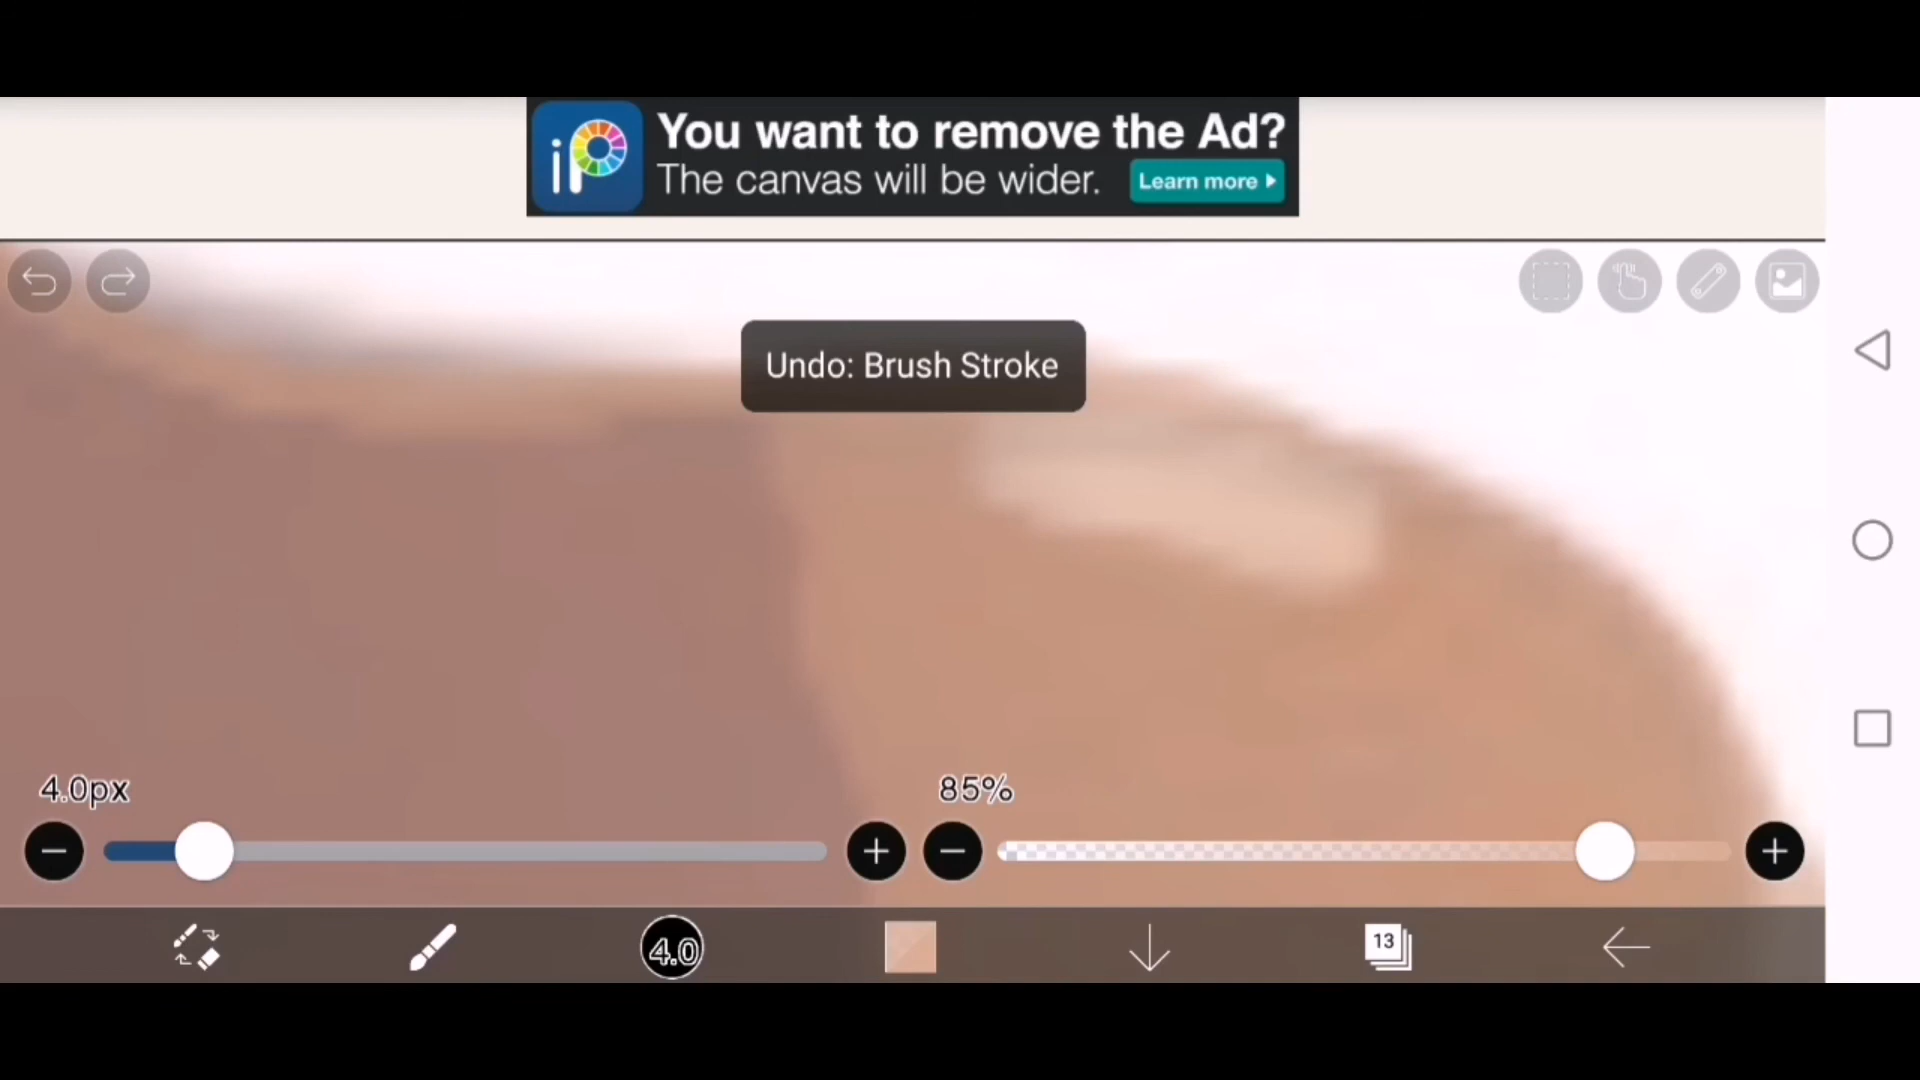 iP
You want to remove the Ad?
The canvas will be wider.
Learn more
Undo: Brush Stroke
4.0px
85%
4.0
13